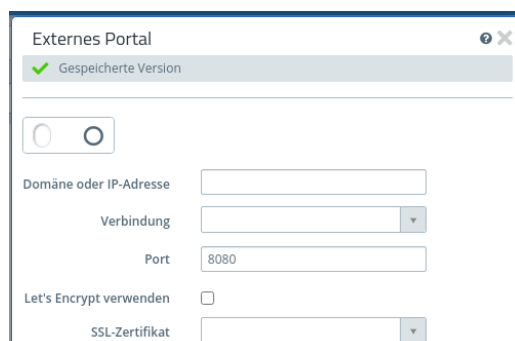 Externes Portal
Gespeicherte Version
Domäne oder IP-Adresse
Verbindung
Port 8080
Let's Encrypt verwenden
SSL-Zertifikat